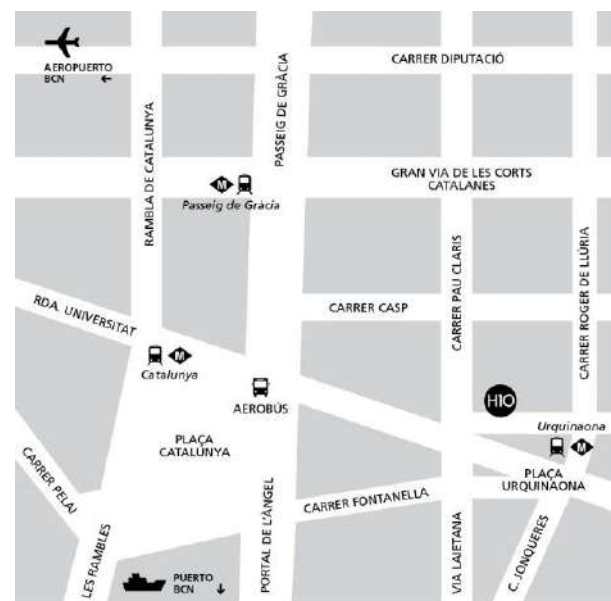 AEROPUERTO
BCN
CARRER DIPUTACIÓ
PASSEIG DE GRÀCIA
RAMBLA DE CATALUNYA
GRAN VIA DE LES CORTS
CATALANES
M
Passeig de Gràcia
CARRER PAU CLARIS
CARRER ROGER DE LLÚRIA
RDA. UNIVERSITAT
CARRER CASP
M
Catalunya
AEROBÚS
H10
Urquinaona
M
PLAÇA
CATALUNYA
PLAÇA
URQUINAONA
CARRER PELAI
CARRER FONTANELLA
LES RAMBLES
PORTAL DE L'ÀNGEL
VIA LAIETANA
C. JONQUERES
PUERTO
BCN